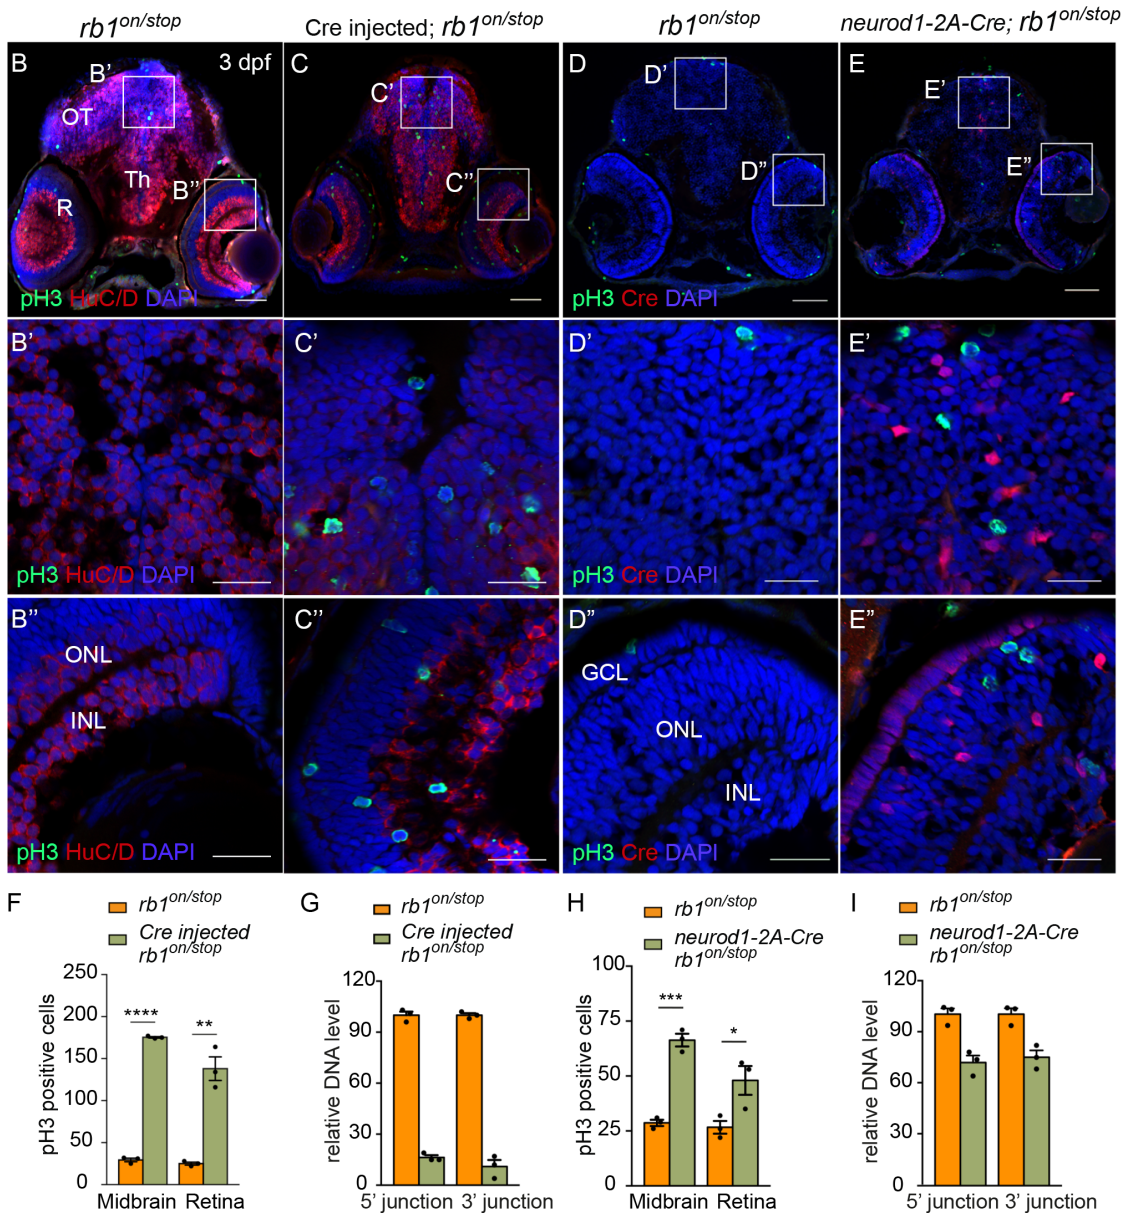 rb1on/stop
Cre injected; rb1on/stop
rb1on/stop
neurod1-2A-Cre; rb1on/stop
B
B’
3 dpf
OT
Th
B’’
R
pH3 HuC/D DAPI
C
C’
C’’
D
D’
D”
pH3 Cre DAPI
E
E’
E”
B’
pH3 HuC/D DAPI
C’
D’
pH3 Cre DAPI
E’
B’’
ONL
INL
pH3 HuC/D DAPI
C’’
D”
GCL
ONL
INL
pH3 Cre DAPI
E”
F
rb1on/stop
Cre injected
rb1on/stop
pH3 positive cells
250
200
150
100
50
0
****
**
Midbrain Retina
G
rb1on/stop
Cre injected
rb1on/stop
relative DNA level
120
90
60
30
0
5’ junction 3’ junction
H
rb1on/stop
neurod1-2A-Cre
rb1on/stop
pH3 positive cells
100
75
50
25
0
***
*
Midbrain Retina
I
rb1on/stop
neurod1-2A-Cre
rb1on/stop
relative DNA level
120
90
60
30
0
5’ junction 3’ junction